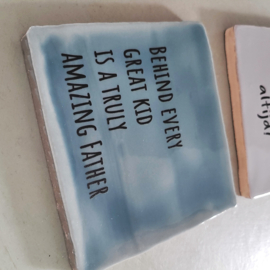 BEHIND EVERY
GREAT KID
IS A TRULY
AMAZING FATHER
altijd